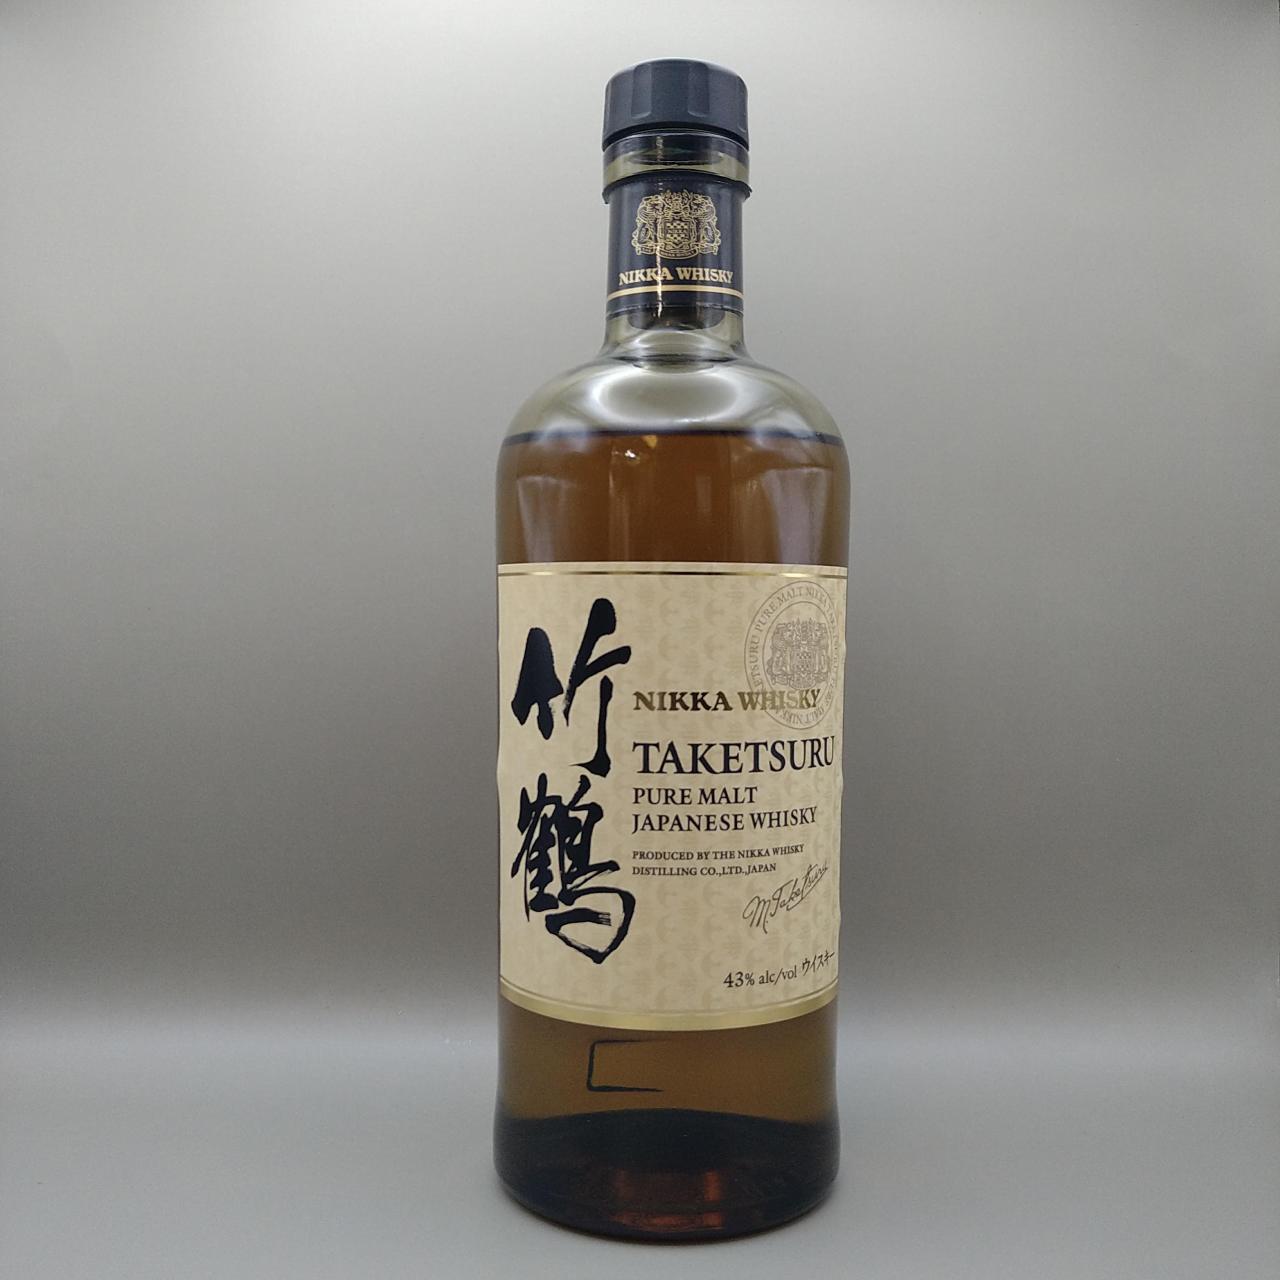 NIKKA WHISKY
竹鶴
NIKKA WHISKY
TAKETSURU
PURE MALT
JAPANESE WHISKY
PRODUCED BY THE NIKKA WHISKY
DISTILLING CO.,LTD.,JAPAN
M.Taketsuru
43% alc/vol ウイスキー